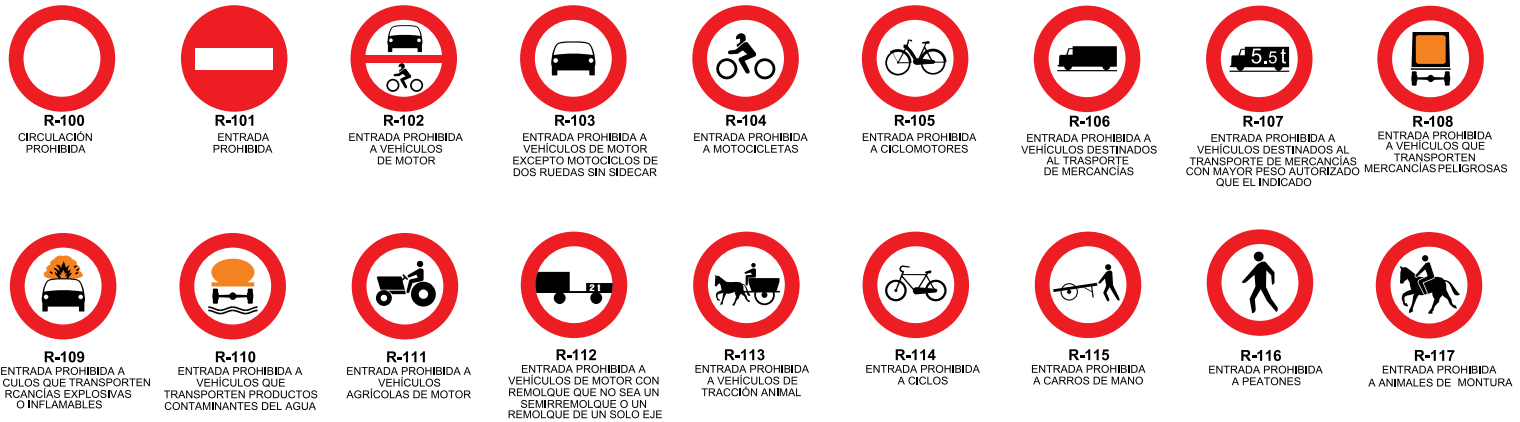 R-100
CIRCULACIÓN
PROHIBIDA
R-101
ENTRADA
PROHIBIDA
R-102
ENTRADA PROHIBIDA
A VEHÍCULOS
DE MOTOR
R-103
ENTRADA PROHIBIDA A
VEHÍCULOS DE MOTOR
EXCEPTO MOTOCICLOS DE
DOS RUEDAS SIN SIDECAR
R-104
ENTRADA PROHIBIDA
A MOTOCICLETAS
R-105
ENTRADA PROHIBIDA
A CICLOMOTORES
R-106
ENTRADA PROHIBIDA A
VEHÍCULOS DESTINADOS
AL TRASPORTE
DE MERCANCÍAS
5.5t
R-107
ENTRADA PROHIBIDA A
VEHÍCULOS DESTINADOS AL
TRANSPORTE DE MERCANCÍAS
CON MAYOR PESO AUTORIZADO
QUE EL INDICADO
R-108
ENTRADA PROHIBIDA
A VEHÍCULOS QUE
TRANSPORTEN
MERCANCÍAS PELIGROSAS
R-109
ENTRADA PROHIBIDA A
CULOS QUE TRANSPORTEN
RCANCÍAS EXPLOSIVAS
O INFLAMABLES
R-110
ENTRADA PROHIBIDA A
VEHÍCULOS QUE
TRANSPORTEN PRODUCTOS
CONTAMINANTES DEL AGUA
R-111
ENTRADA PROHIBIDA A
VEHÍCULOS
AGRÍCOLAS DE MOTOR
2t
R-112
ENTRADA PROHIBIDA A
VEHÍCULOS DE MOTOR CON
REMOLQUE QUE NO SEA UN
SEMIRREMOLQUE O UN
REMOLQUE DE UN SOLO EJE
R-113
ENTRADA PROHIBIDA
A VEHÍCULOS DE
TRACCIÓN ANIMAL
R-114
ENTRADA PROHIBIDA
A CICLOS
R-115
ENTRADA PROHIBIDA
A CARROS DE MANO
R-116
ENTRADA PROHIBIDA
A PEATONES
R-117
ENTRADA PROHIBIDA
A ANIMALES DE MONTURA